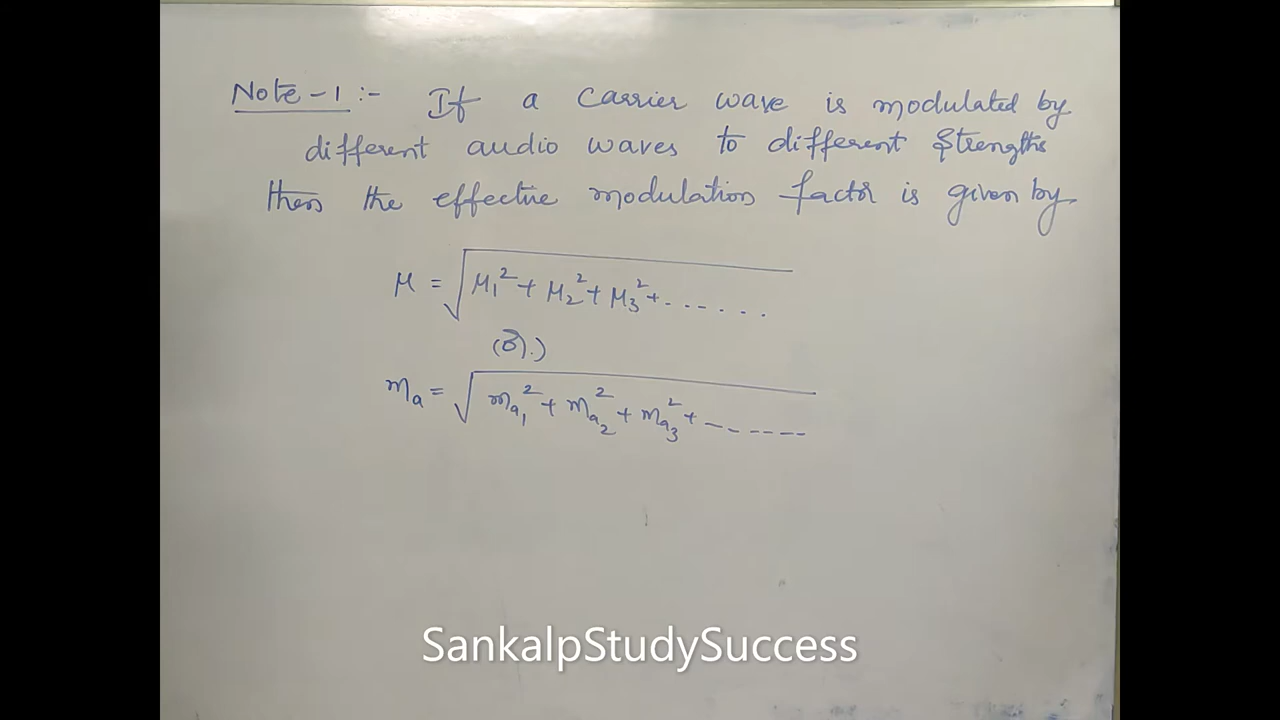 Note-1 :- If a carrier wave is modulated by
different audio waves to different strengths
then the effective modulation factor is given by
μ = √μ₁² + μ₂² + μ₃² + .......
(or)
mₐ = √mₐ₁² + mₐ₂² + mₐ₃² + -------
SankalpStudySuccess